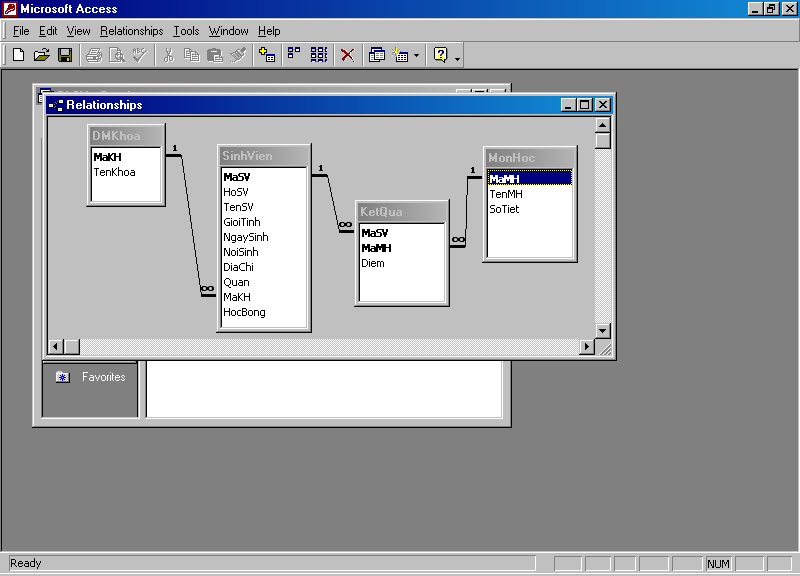 Microsoft Access
File Edit View Relationships Tools Window Help
Relationships
DMKhoa
MaKH
TenKhoa
1
SinhVien
MaSV
HoSV
TenSV
GioiTinh
NgaySinh
NoiSinh
DiaChi
Quan
MaKH
HocBong
∞
1
KetQua
MaSV
MaMH
Diem
∞
∞
1
MonHoc
MaMH
TenMH
SoTiet
Favorites
Ready
NUM